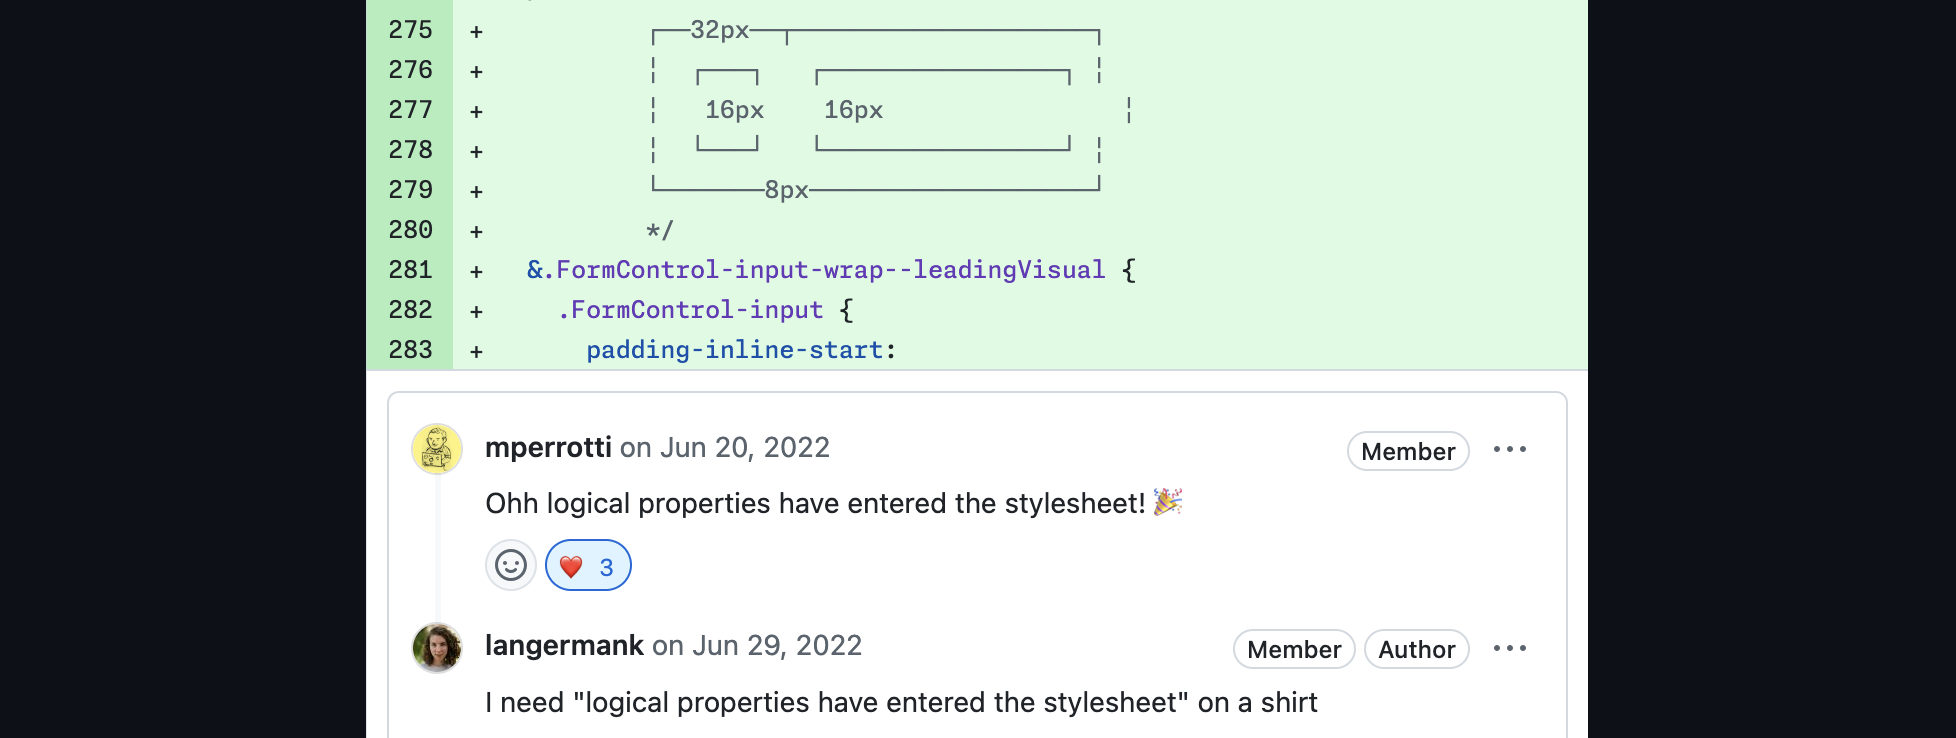 275 + ┌──32px──┬─────────────────────┐
276 + ╎ ┌───┐ ┌─────────────────┐ ╎
277 + ╎ 16px 16px ╎
278 + ╎ └───┘ └─────────────────┘ ╎
279 + └───────8px────────────────────┘
280 + */
281 + &.FormControl-input-wrap--leadingVisual {
282 + .FormControl-input {
283 + padding-inline-start:
mperrotti on Jun 20, 2022 Member ···
Ohh logical properties have entered the stylesheet! 🎉
❤️ 3
langermank on Jun 29, 2022 Member Author ···
I need "logical properties have entered the stylesheet" on a shirt